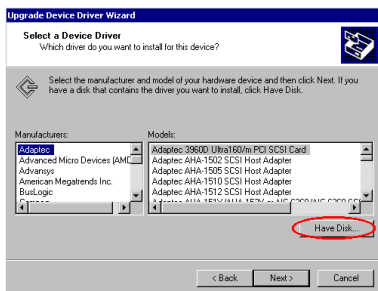 Upgrade Device Driver Wizard
Select a Device Driver
Which driver do you want to install for this device?
Select the manufacturer and model of your hardware device and then click Next. If you
have a disk that contains the driver you want to install, click Have Disk.
Manufacturers:
Adaptec
Advanced Micro Devices (AMD
Advansys
American Megatrends Inc.
BusLogic
Models:
Adaptec 3960D Ultra160/m PCI SCSI Card
Adaptec AHA-1502 SCSI Host Adapter
Adaptec AHA-1505 SCSI Host Adapter
Adaptec AHA-1510 SCSI Host Adapter
Adaptec AHA-1512 SCSI Host Adapter
Have Disk...
< Back
Next >
Cancel